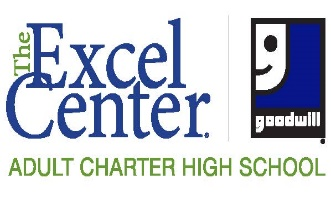 The Excel
Center.
goodwill
ADULT CHARTER HIGH SCHOOL